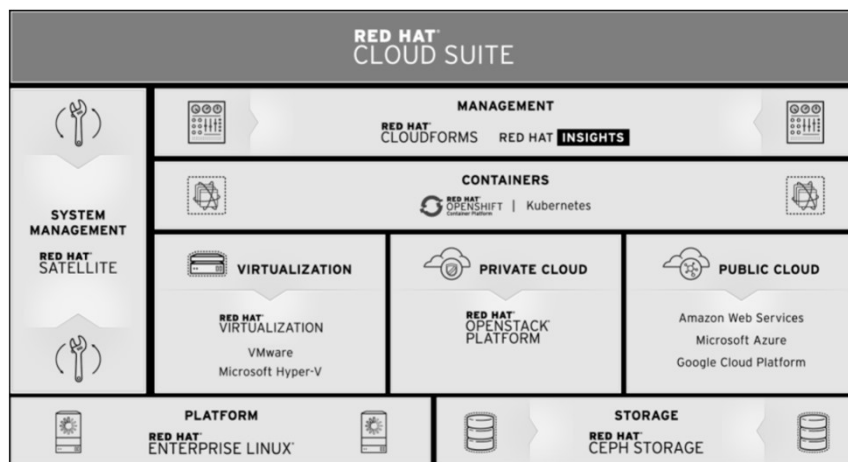 RED HAT®
CLOUD SUITE
MANAGEMENT
RED HAT®
CLOUDFORMS
RED HAT INSIGHTS
CONTAINERS
RED HAT®
OPENSHIFT
Container Platform
| Kubernetes
SYSTEM
MANAGEMENT
RED HAT®
SATELLITE
VIRTUALIZATION
RED HAT®
VIRTUALIZATION
VMware
Microsoft Hyper-V
PRIVATE CLOUD
RED HAT®
OPENSTACK®
PLATFORM
PUBLIC CLOUD
Amazon Web Services
Microsoft Azure
Google Cloud Platform
PLATFORM
RED HAT®
ENTERPRISE LINUX®
STORAGE
RED HAT®
CEPH STORAGE